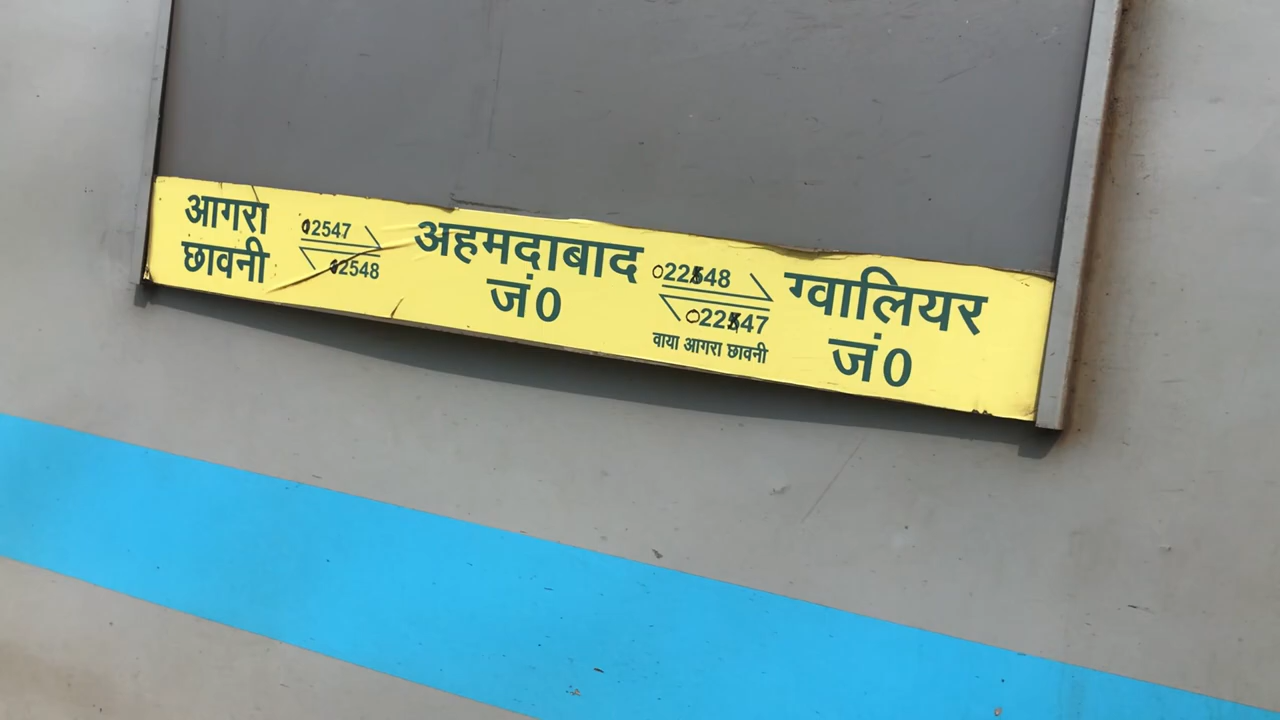 आगरा
छावनी
02547
02548
अहमदाबाद
जं0
022548
022547
वाया आगरा छावनी
ग्वालियर
जं0